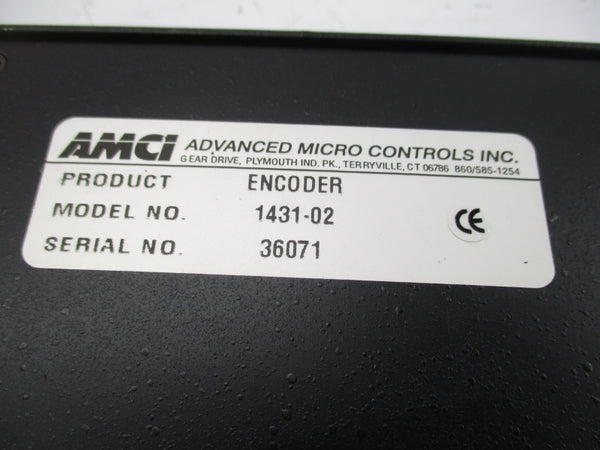 AMCI ADVANCED MICRO CONTROLS INC.
GEAR DRIVE, PLYMOUTH IND. PK., TERRYVILLE, CT 06786 860/585-1254
PRODUCT ENCODER
MODEL NO. 1431-02
CE
SERIAL NO. 36071